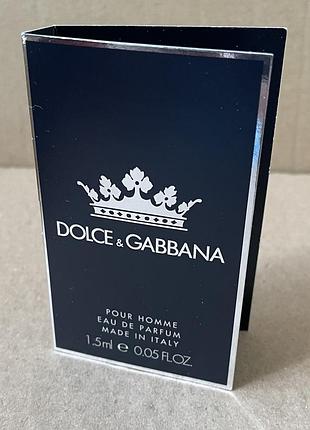 DOLCE & GABBANA
POUR HOMME
EAU DE PARFUM
MADE IN ITALY
1.5ml ℮ 0.05 FL.OZ.